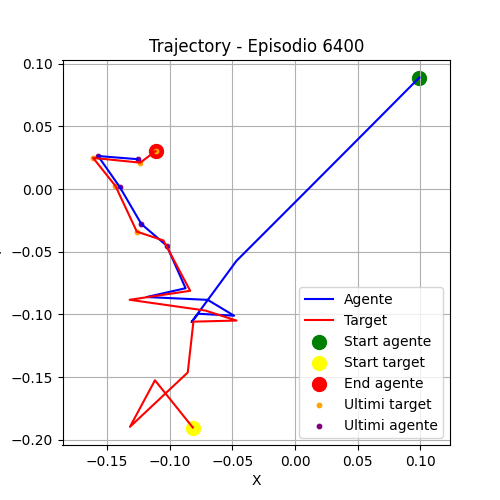 Trajectory - Episodio 6400
0.10
0.05
0.00
−0.05
−0.10
−0.15
−0.20
Agente
Target
Start agente
Start target
End agente
Ultimi target
Ultimi agente
−0.15
−0.10
−0.05
0.00
0.05
0.10
X